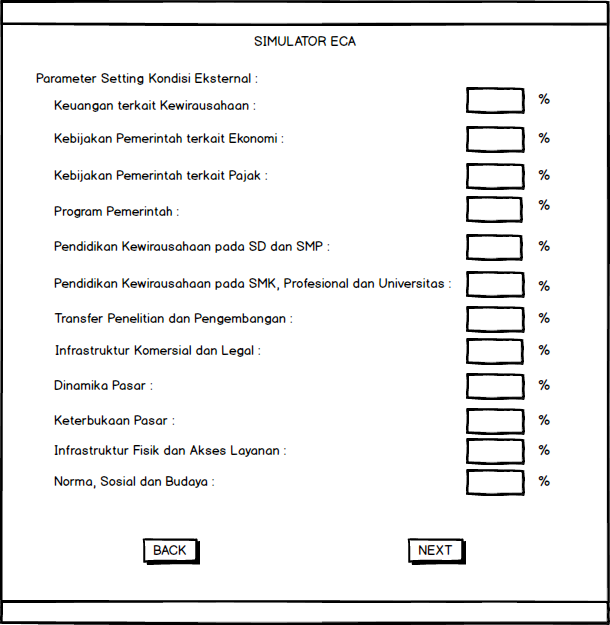 SIMULATOR ECA
Parameter Setting Kondisi Eksternal :
Keuangan terkait Kewirausahaan : %
Kebijakan Pemerintah terkait Ekonomi : %
Kebijakan Pemerintah terkait Pajak : %
Program Pemerintah : %
Pendidikan Kewirausahaan pada SD dan SMP : %
Pendidikan Kewirausahaan pada SMK, Profesional dan Universitas : %
Transfer Penelitian dan Pengembangan : %
Infrastruktur Komersial dan Legal : %
Dinamika Pasar : %
Keterbukaan Pasar : %
Infrastruktur Fisik dan Akses Layanan : %
Norma, Sosial dan Budaya : %
BACK NEXT